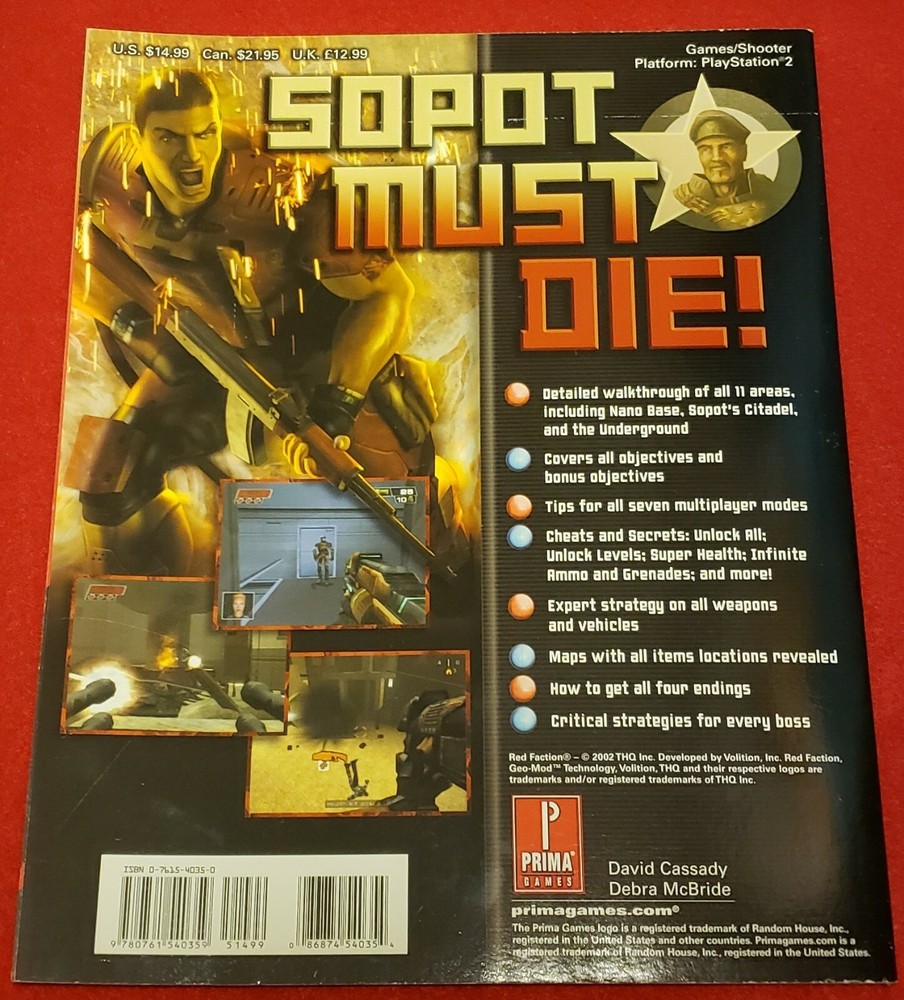 U.S. $14.99 Can. $21.95 U.K. £12.99
Games/Shooter
Platform: PlayStation®2
SOPOT
MUST
DIE!
Detailed walkthrough of all 11 areas,
including Nano Base, Sopot's Citadel,
and the Underground
Covers all objectives and
bonus objectives
Tips for all seven multiplayer modes
Cheats and Secrets: Unlock All;
Unlock Levels; Super Health; Infinite
Ammo and Grenades; and more!
Expert strategy on all weapons
and vehicles
Maps with all items locations revealed
How to get all four endings
Critical strategies for every boss
Red Faction® – © 2002 THQ Inc. Developed by Volition, Inc. Red Faction,
Geo-Mod™ Technology, Volition, THQ and their respective logos are
trademarks and/or registered trademarks of THQ Inc.
P
PRIMA®
GAMES
David Cassady
Debra McBride
primagames.com®
The Prima Games logo is a registered trademark of Random House, Inc.,
registered in the United States and other countries. Primagames.com is a
registered trademark of Random House, Inc., registered in the United States.
ISBN 0-7615-4035-0
9 780761 540359 51499 0 86874 54035 4